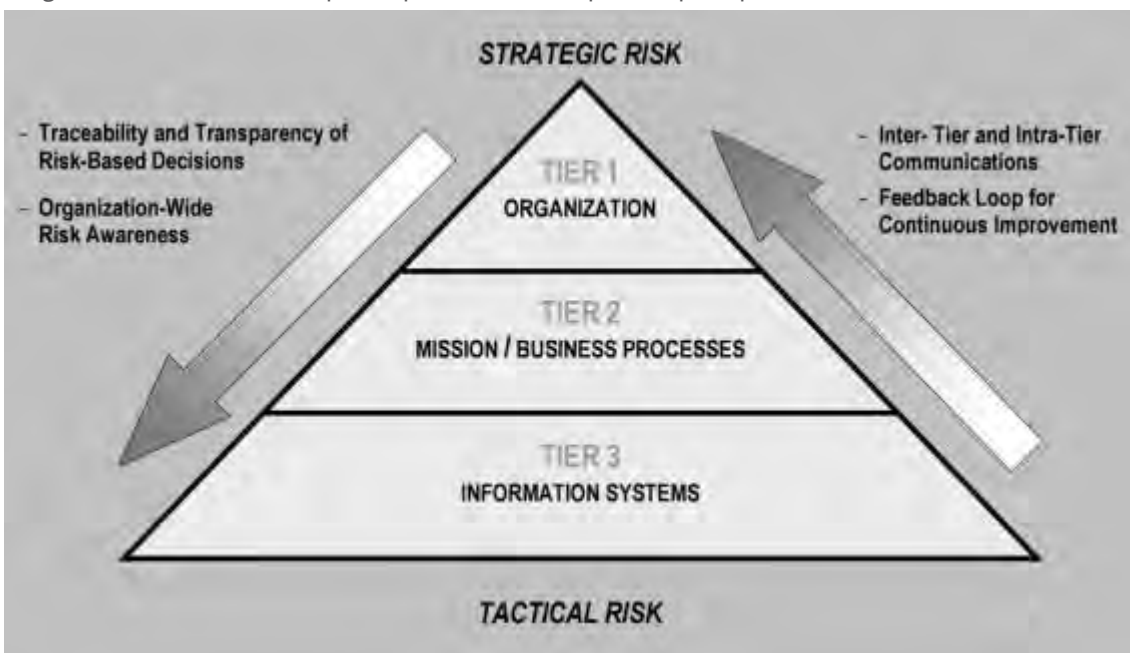 STRATEGIC RISK
- Traceability and Transparency of
Risk-Based Decisions
- Organization-Wide
Risk Awareness
- Inter- Tier and Intra-Tier
Communications
- Feedback Loop for
Continuous Improvement
TIER 1
ORGANIZATION
TIER 2
MISSION / BUSINESS PROCESSES
TIER 3
INFORMATION SYSTEMS
TACTICAL RISK